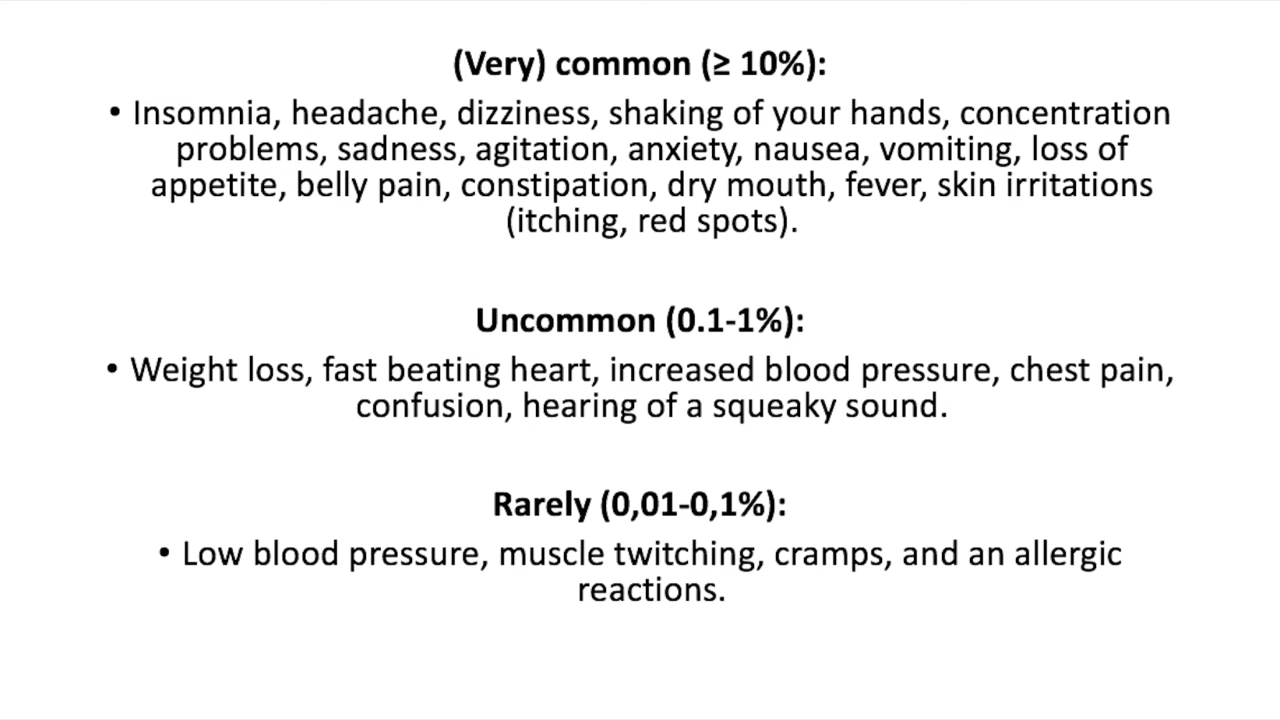 (Very) common (≥ 10%):
• Insomnia, headache, dizziness, shaking of your hands, concentration
problems, sadness, agitation, anxiety, nausea, vomiting, loss of
appetite, belly pain, constipation, dry mouth, fever, skin irritations
(itching, red spots).
Uncommon (0.1-1%):
• Weight loss, fast beating heart, increased blood pressure, chest pain,
confusion, hearing of a squeaky sound.
Rarely (0,01-0,1%):
• Low blood pressure, muscle twitching, cramps, and an allergic
reactions.